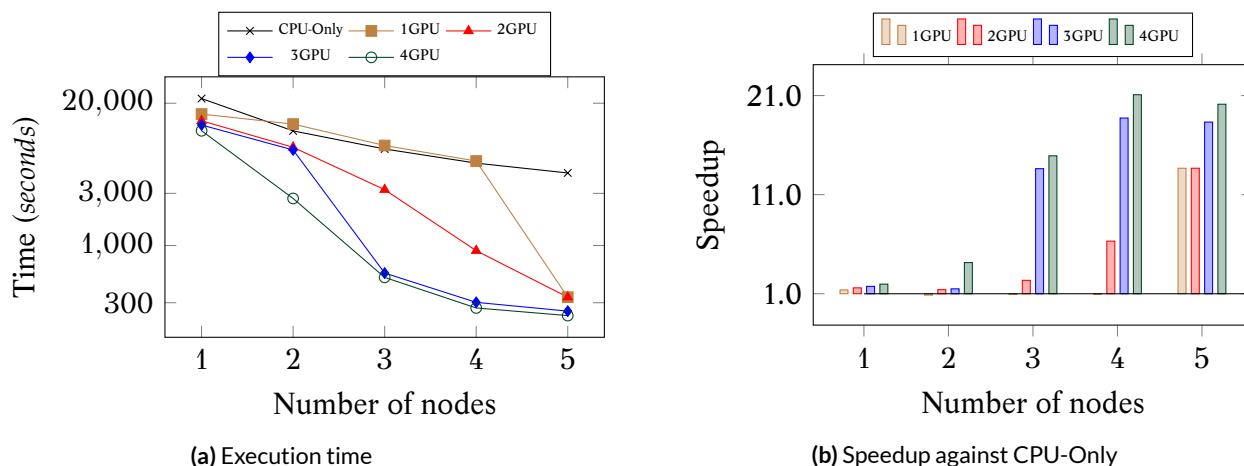 CPU-Only 1GPU 2GPU
3GPU 4GPU
20,000
3,000
1,000
300
Time (seconds)
1 2 3 4 5
Number of nodes
(a) Execution time
1GPU 2GPU 3GPU 4GPU
21.0
11.0
1.0
Speedup
1 2 3 4 5
Number of nodes
(b) Speedup against CPU-Only